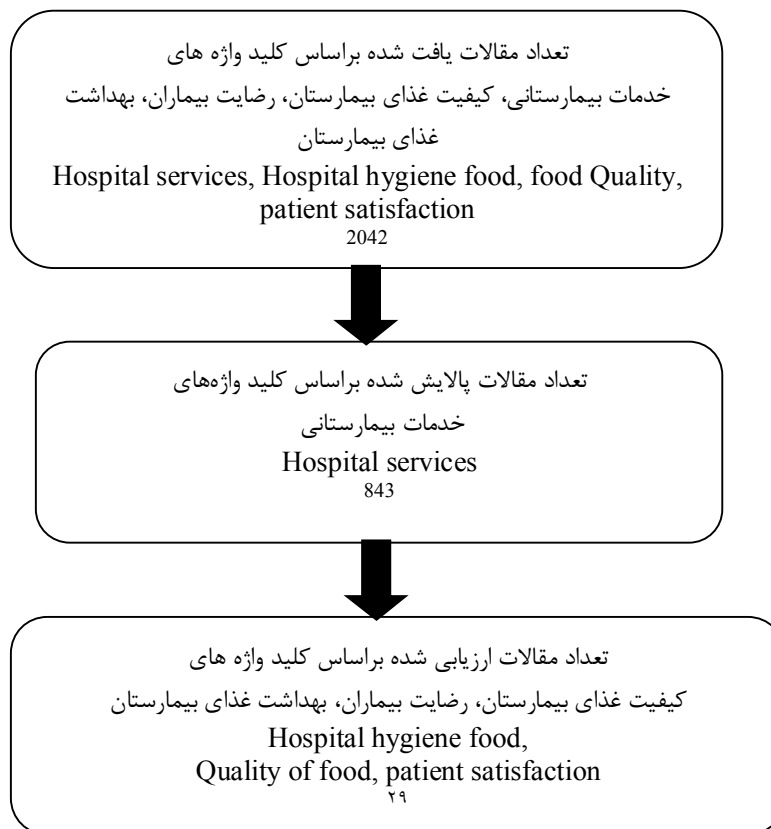 تعداد مقالات یافت شده براساس کلید واژه های
خدمات بیمارستانی، کیفیت غذای بیمارستان، رضایت بیماران، بهداشت
غذای بیمارستان
Hospital services, Hospital hygiene food, food Quality,
patient satisfaction
2042
تعداد مقالات پالایش شده براساس کلید واژه‌های
خدمات بیمارستانی
Hospital services
843
تعداد مقالات ارزیابی شده براساس کلید واژه های
کیفیت غذای بیمارستان، رضایت بیماران، بهداشت غذای بیمارستان
Hospital hygiene food,
Quality of food, patient satisfaction
۲۹